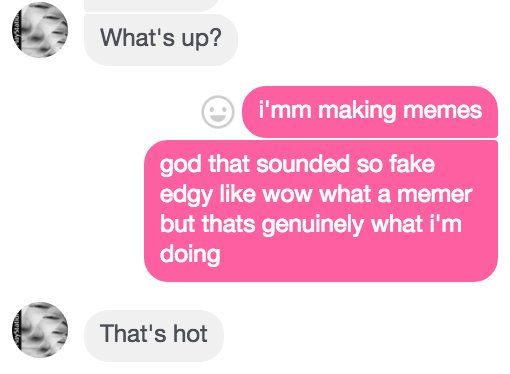 What's up?
i'mm making memes
god that sounded so fake
edgy like wow what a memer
but thats genuinely what i'm
doing
That's hot